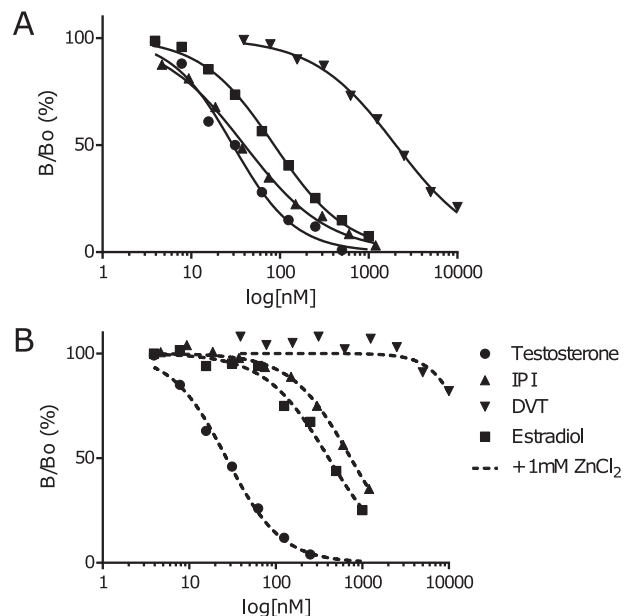 A
100
50
0
B/Bo (%)
1 10 100 1000 10000
log[nM]
B
100
50
0
B/Bo (%)
1 10 100 1000 10000
log[nM]
Testosterone
IPI
DVT
Estradiol
+1mM ZnCl₂